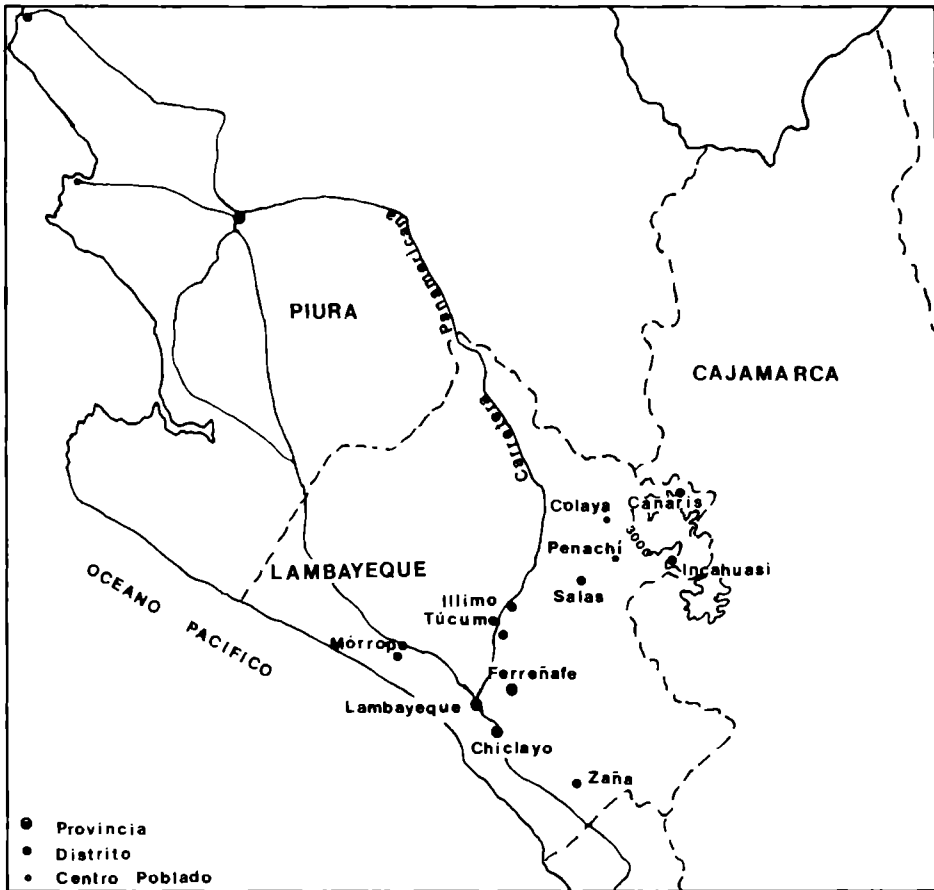 Panamericana
PIURA
CAJAMARCA
Carretera
Colaya
Cañaris
3000
Penachí
Incahuasi
LAMBAYEQUE
Salas
OCEANO PACIFICO
Illimo
Túcume
Mórrope
Ferreñafe
Lambayeque
Chiclayo
Zaña
Provincia
Distrito
Centro Poblado